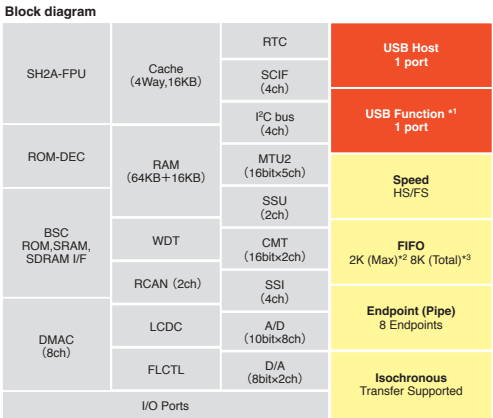 Block diagram
SH2A-FPU
ROM-DEC
BSC
ROM,SRAM,
SDRAM I/F
DMAC
(8ch)
Cache
(4Way,16KB)
RAM
(64KB+16KB)
WDT
RCAN (2ch)
LCDC
FLCTL
I/O Ports
RTC
SCIF
(4ch)
I²C bus
(4ch)
MTU2
(16bit×5ch)
SSU
(2ch)
CMT
(16bit×2ch)
SSI
(4ch)
A/D
(10bit×8ch)
D/A
(8bit×2ch)
USB Host
1 port
USB Function *1
1 port
Speed
HS/FS
FIFO
2K (Max)*2 8K (Total)*3
Endpoint (Pipe)
8 Endpoints
Isochronous
Transfer Supported